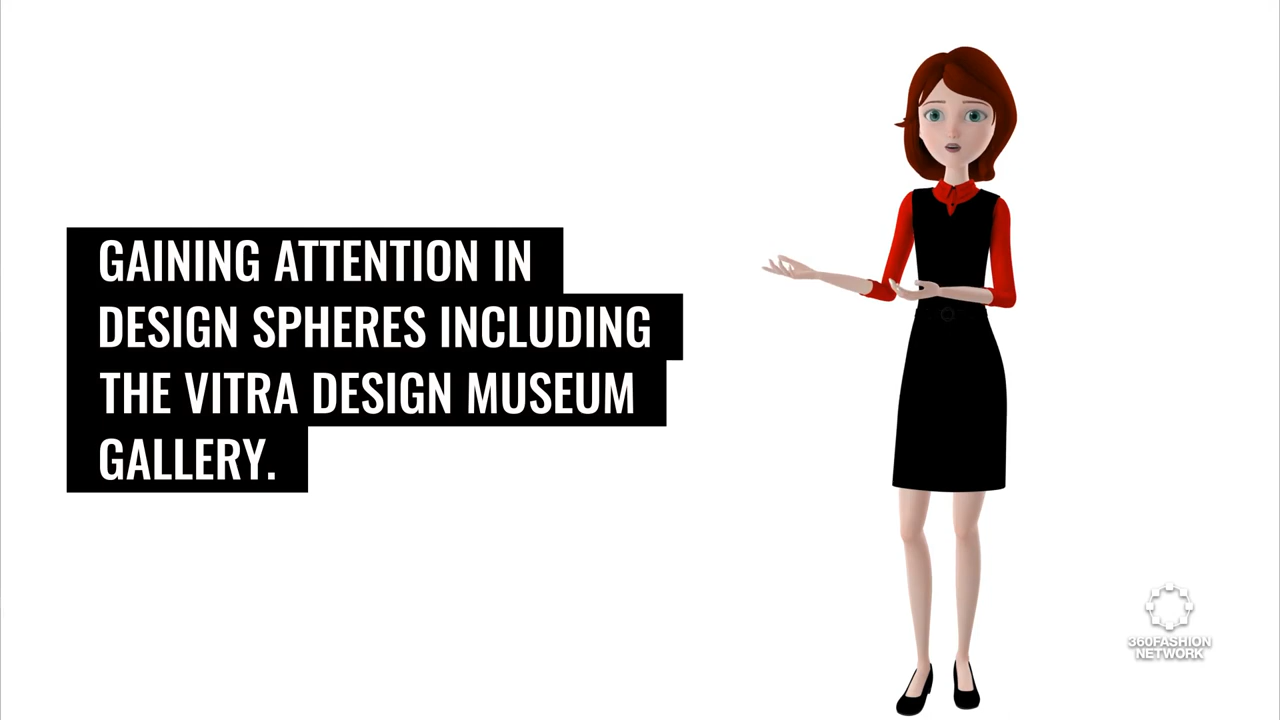 GAINING ATTENTION IN
DESIGN SPHERES INCLUDING
THE VITRA DESIGN MUSEUM
GALLERY.
360FASHION
NETWORK